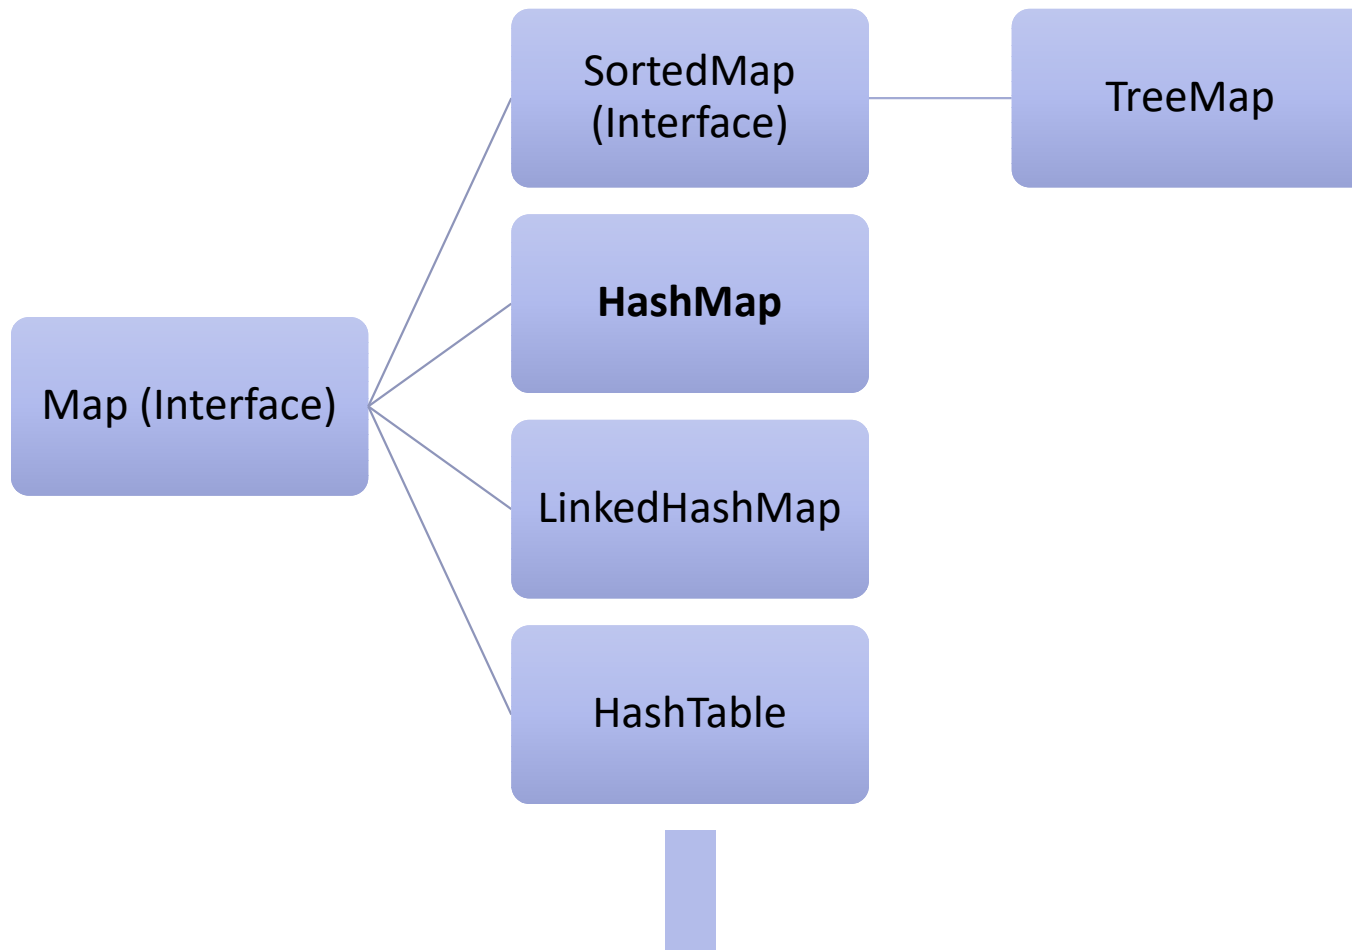 Map (Interface)
SortedMap
(Interface)
HashMap
LinkedHashMap
HashTable
TreeMap